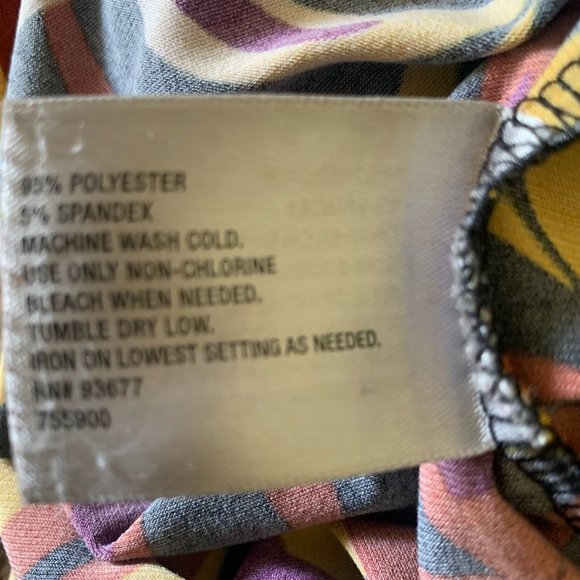 95% POLYESTER
5% SPANDEX
MACHINE WASH COLD.
USE ONLY NON-CHLORINE
BLEACH WHEN NEEDED.
TUMBLE DRY LOW.
IRON ON LOWEST SETTING AS NEEDED.
RN# 93677
755900